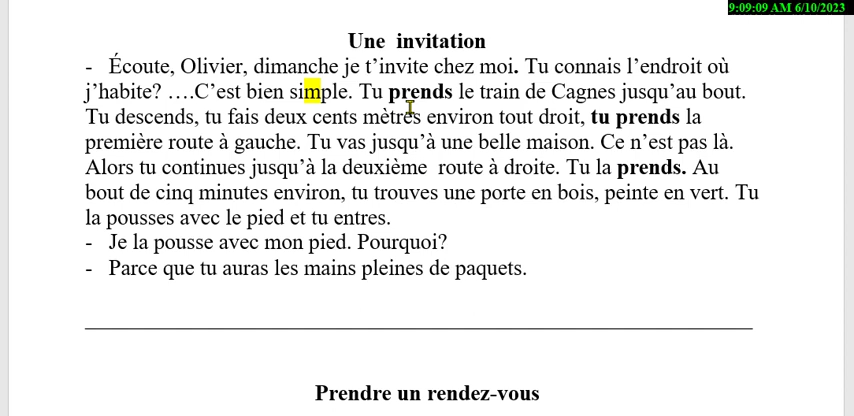 9:09:09 AM 6/10/2023
Une invitation
- Écoute, Olivier, dimanche je t’invite chez moi. Tu connais l’endroit où
j’habite? ….C’est bien simple. Tu prends le train de Cagnes jusqu’au bout.
Tu descends, tu fais deux cents mètres environ tout droit, tu prends la
première route à gauche. Tu vas jusqu’à une belle maison. Ce n’est pas là.
Alors tu continues jusqu’à la deuxième route à droite. Tu la prends. Au
bout de cinq minutes environ, tu trouves une porte en bois, peinte en vert. Tu
la pousses avec le pied et tu entres.
- Je la pousse avec mon pied. Pourquoi?
- Parce que tu auras les mains pleines de paquets.
Prendre un rendez-vous